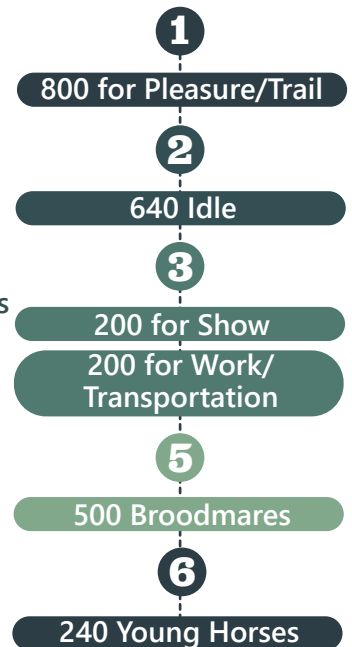 1
800 for Pleasure/Trail
2
640 Idle
3
s
200 for Show
200 for Work/
Transportation
5
500 Broodmares
6
240 Young Horses